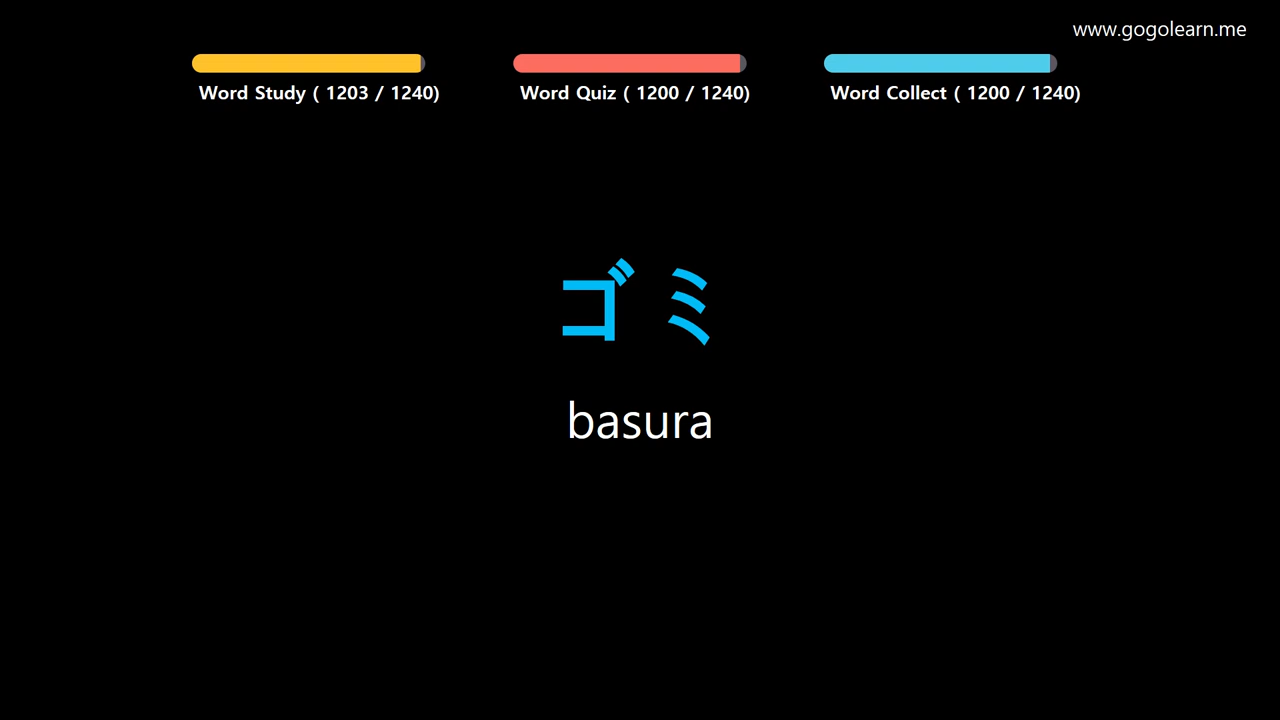 www.gogolearn.me
Word Study ( 1203 / 1240)
Word Quiz ( 1200 / 1240)
Word Collect ( 1200 / 1240)
ゴミ
basura